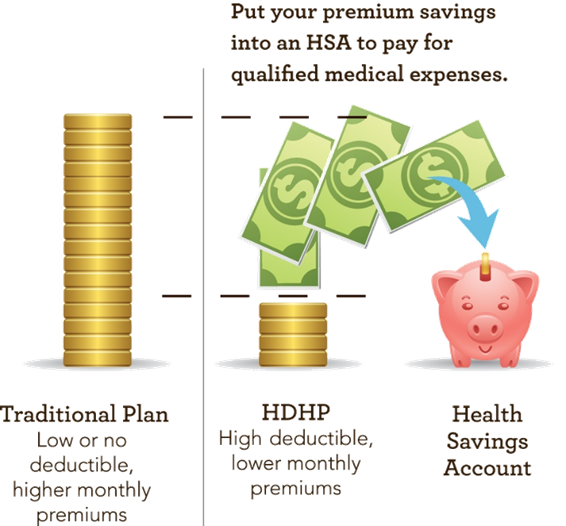 Put your premium savings
into an HSA to pay for
qualified medical expenses.
Traditional Plan
Low or no
deductible,
higher monthly
premiums
HDHP
High deductible,
lower monthly
premiums
Health
Savings
Account